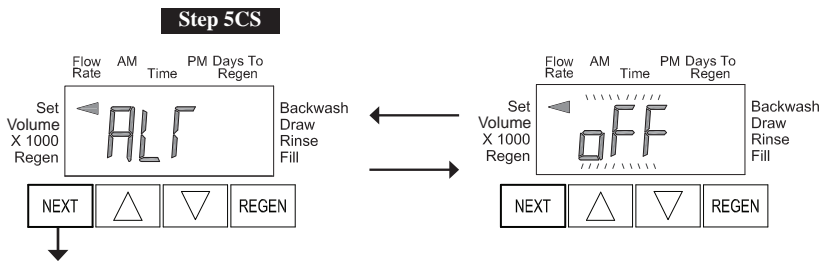 Step 5CS
Flow Rate AM Time PM Days To Regen
Set
Volume
X 1000
Regen
ALT
Backwash
Draw
Rinse
Fill
NEXT REGEN
Flow Rate AM Time PM Days To Regen
Set
Volume
X 1000
Regen
oFF
Backwash
Draw
Rinse
Fill
NEXT REGEN